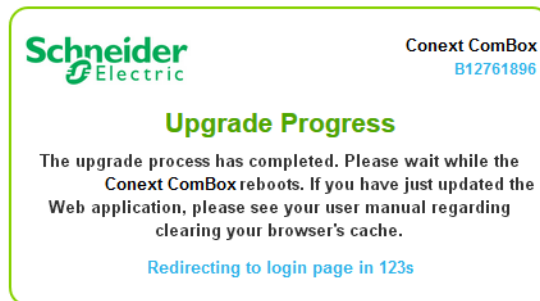 Schneider
Electric
Conext ComBox
B12761896
Upgrade Progress
The upgrade process has completed. Please wait while the
Conext ComBox reboots. If you have just updated the
Web application, please see your user manual regarding
clearing your browser's cache.
Redirecting to login page in 123s